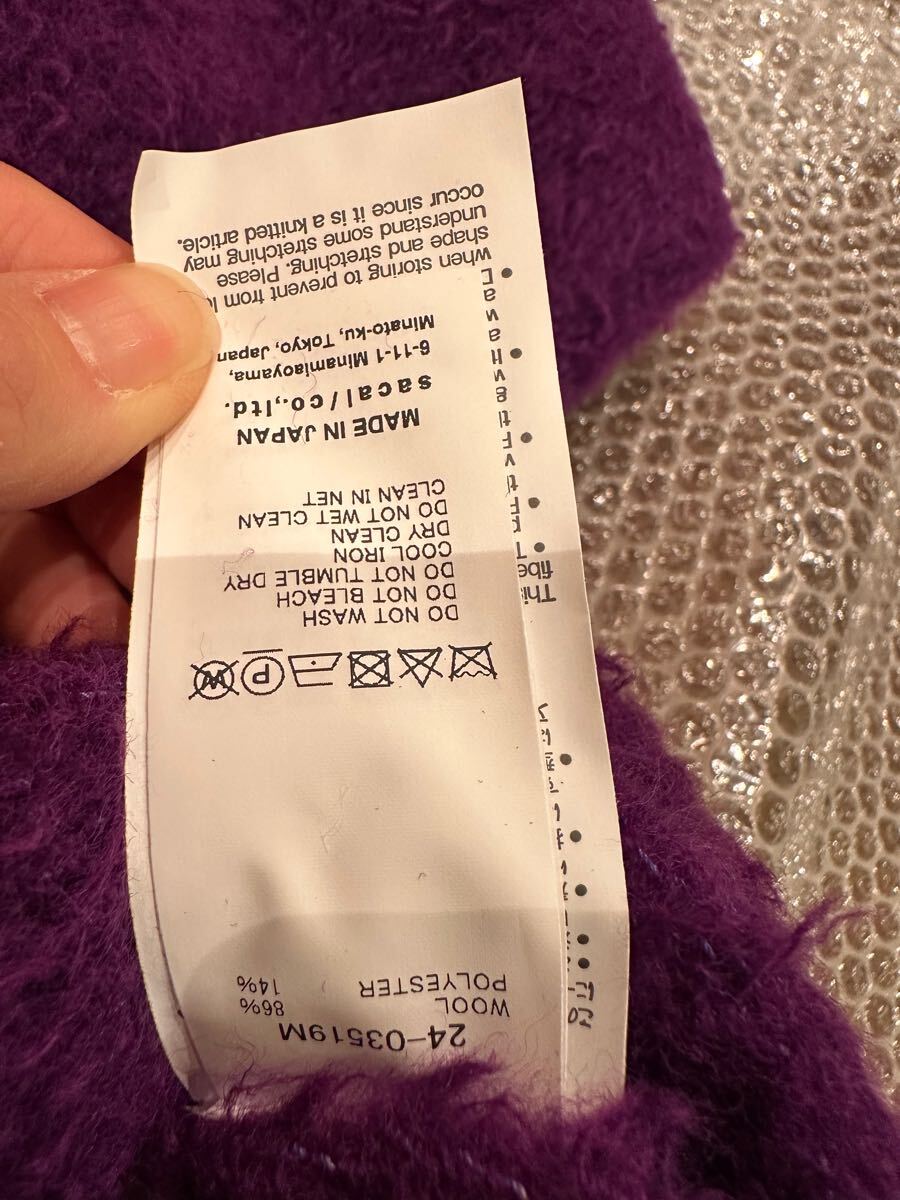 24-03519M
WOOL 86%
POLYESTER 14%
DO NOT WASH
DO NOT BLEACH
DO NOT TUMBLE DRY
COOL IRON
DRY CLEAN
DO NOT WET CLEAN
CLEAN IN NET
MADE IN JAPAN
sacai/co.,ltd.
6-11-1 Minamiaoyama,
Minato-ku, Tokyo, Japan
when storing to prevent from
shape and stretching. Please
understand some stretching may
occur since it is a knitted article.